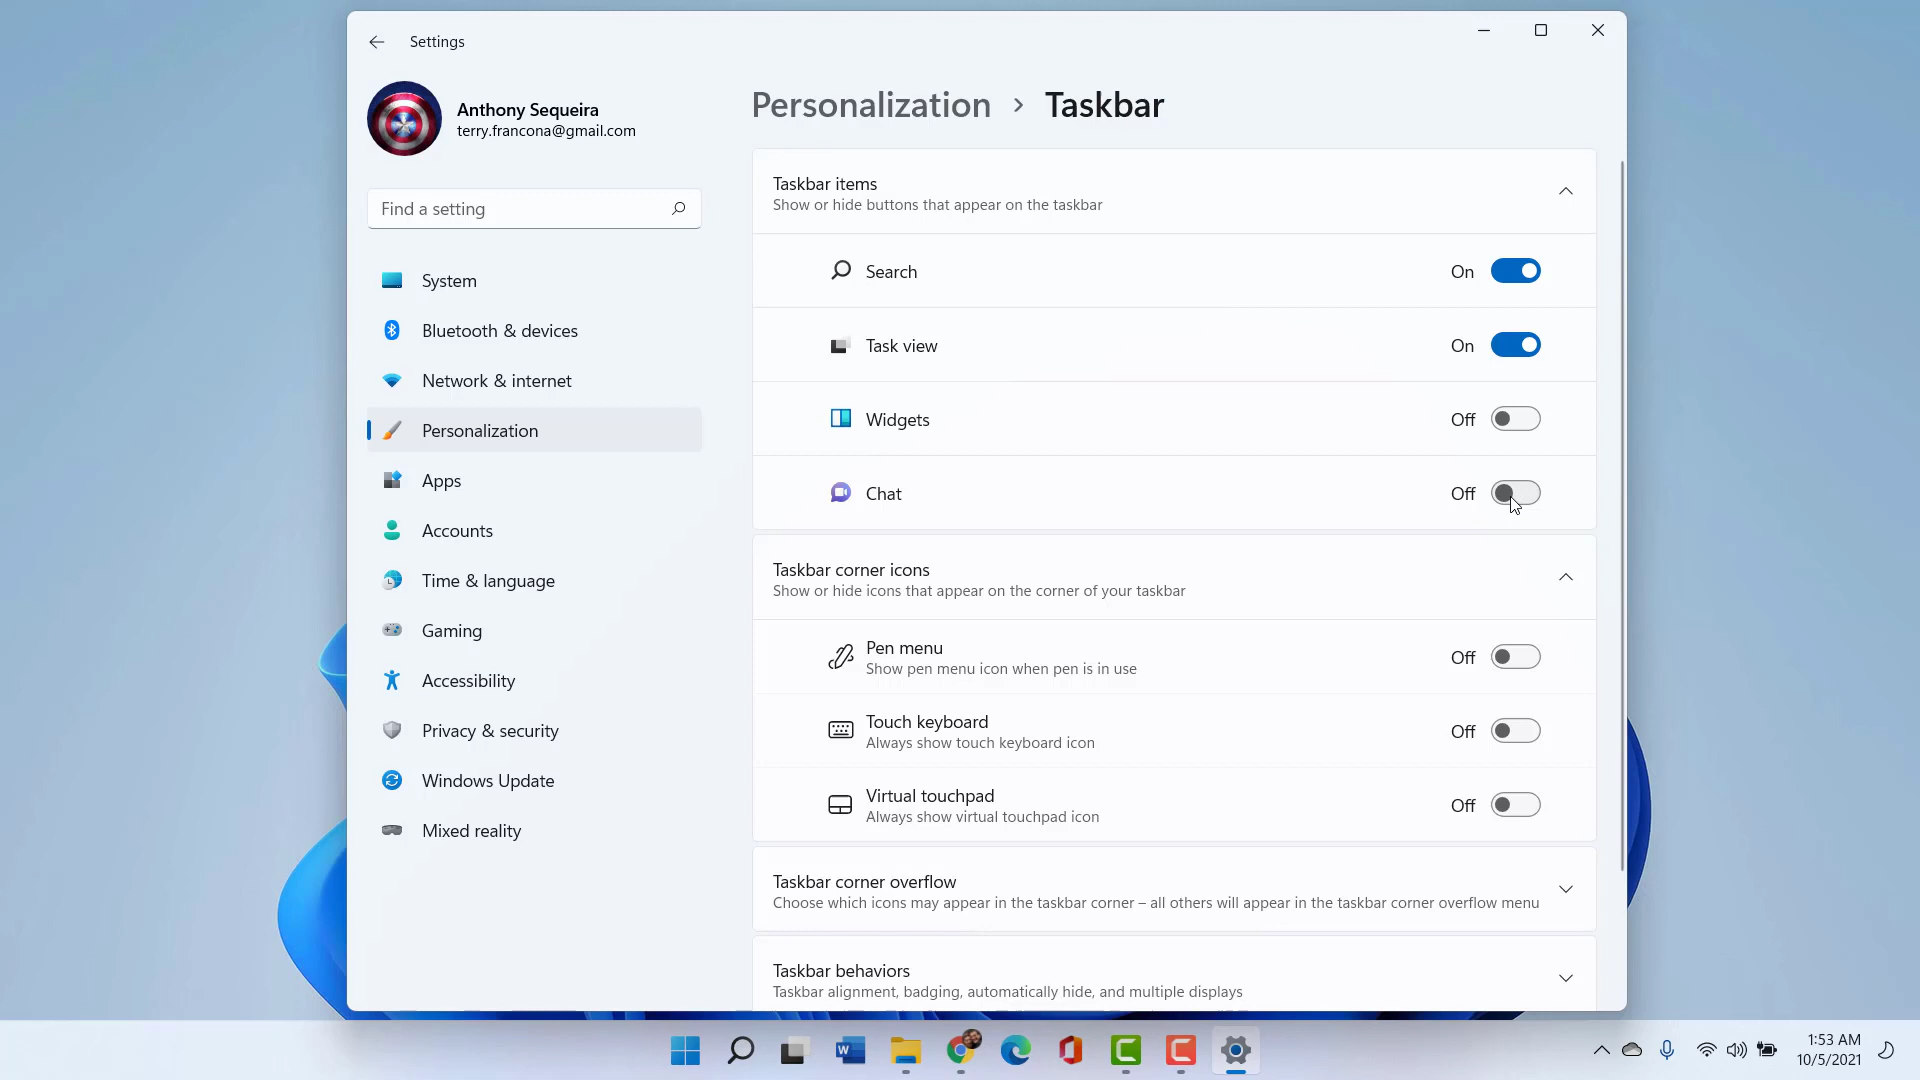 Settings
Anthony Sequeira
terry.francona@gmail.com
Find a setting
System
Bluetooth & devices
Network & internet
Personalization
Apps
Accounts
Time & language
Gaming
Accessibility
Privacy & security
Windows Update
Mixed reality
Personalization > Taskbar
Taskbar items
Show or hide buttons that appear on the taskbar
Search On
Task view On
Widgets Off
Chat Off
Taskbar corner icons
Show or hide icons that appear on the corner of your taskbar
Pen menu
Show pen menu icon when pen is in use
Off
Touch keyboard
Always show touch keyboard icon
Off
Virtual touchpad
Always show virtual touchpad icon
Off
Taskbar corner overflow
Choose which icons may appear in the taskbar corner – all others will appear in the taskbar corner overflow menu
Taskbar behaviors
Taskbar alignment, badging, automatically hide, and multiple displays
1:53 AM
10/5/2021